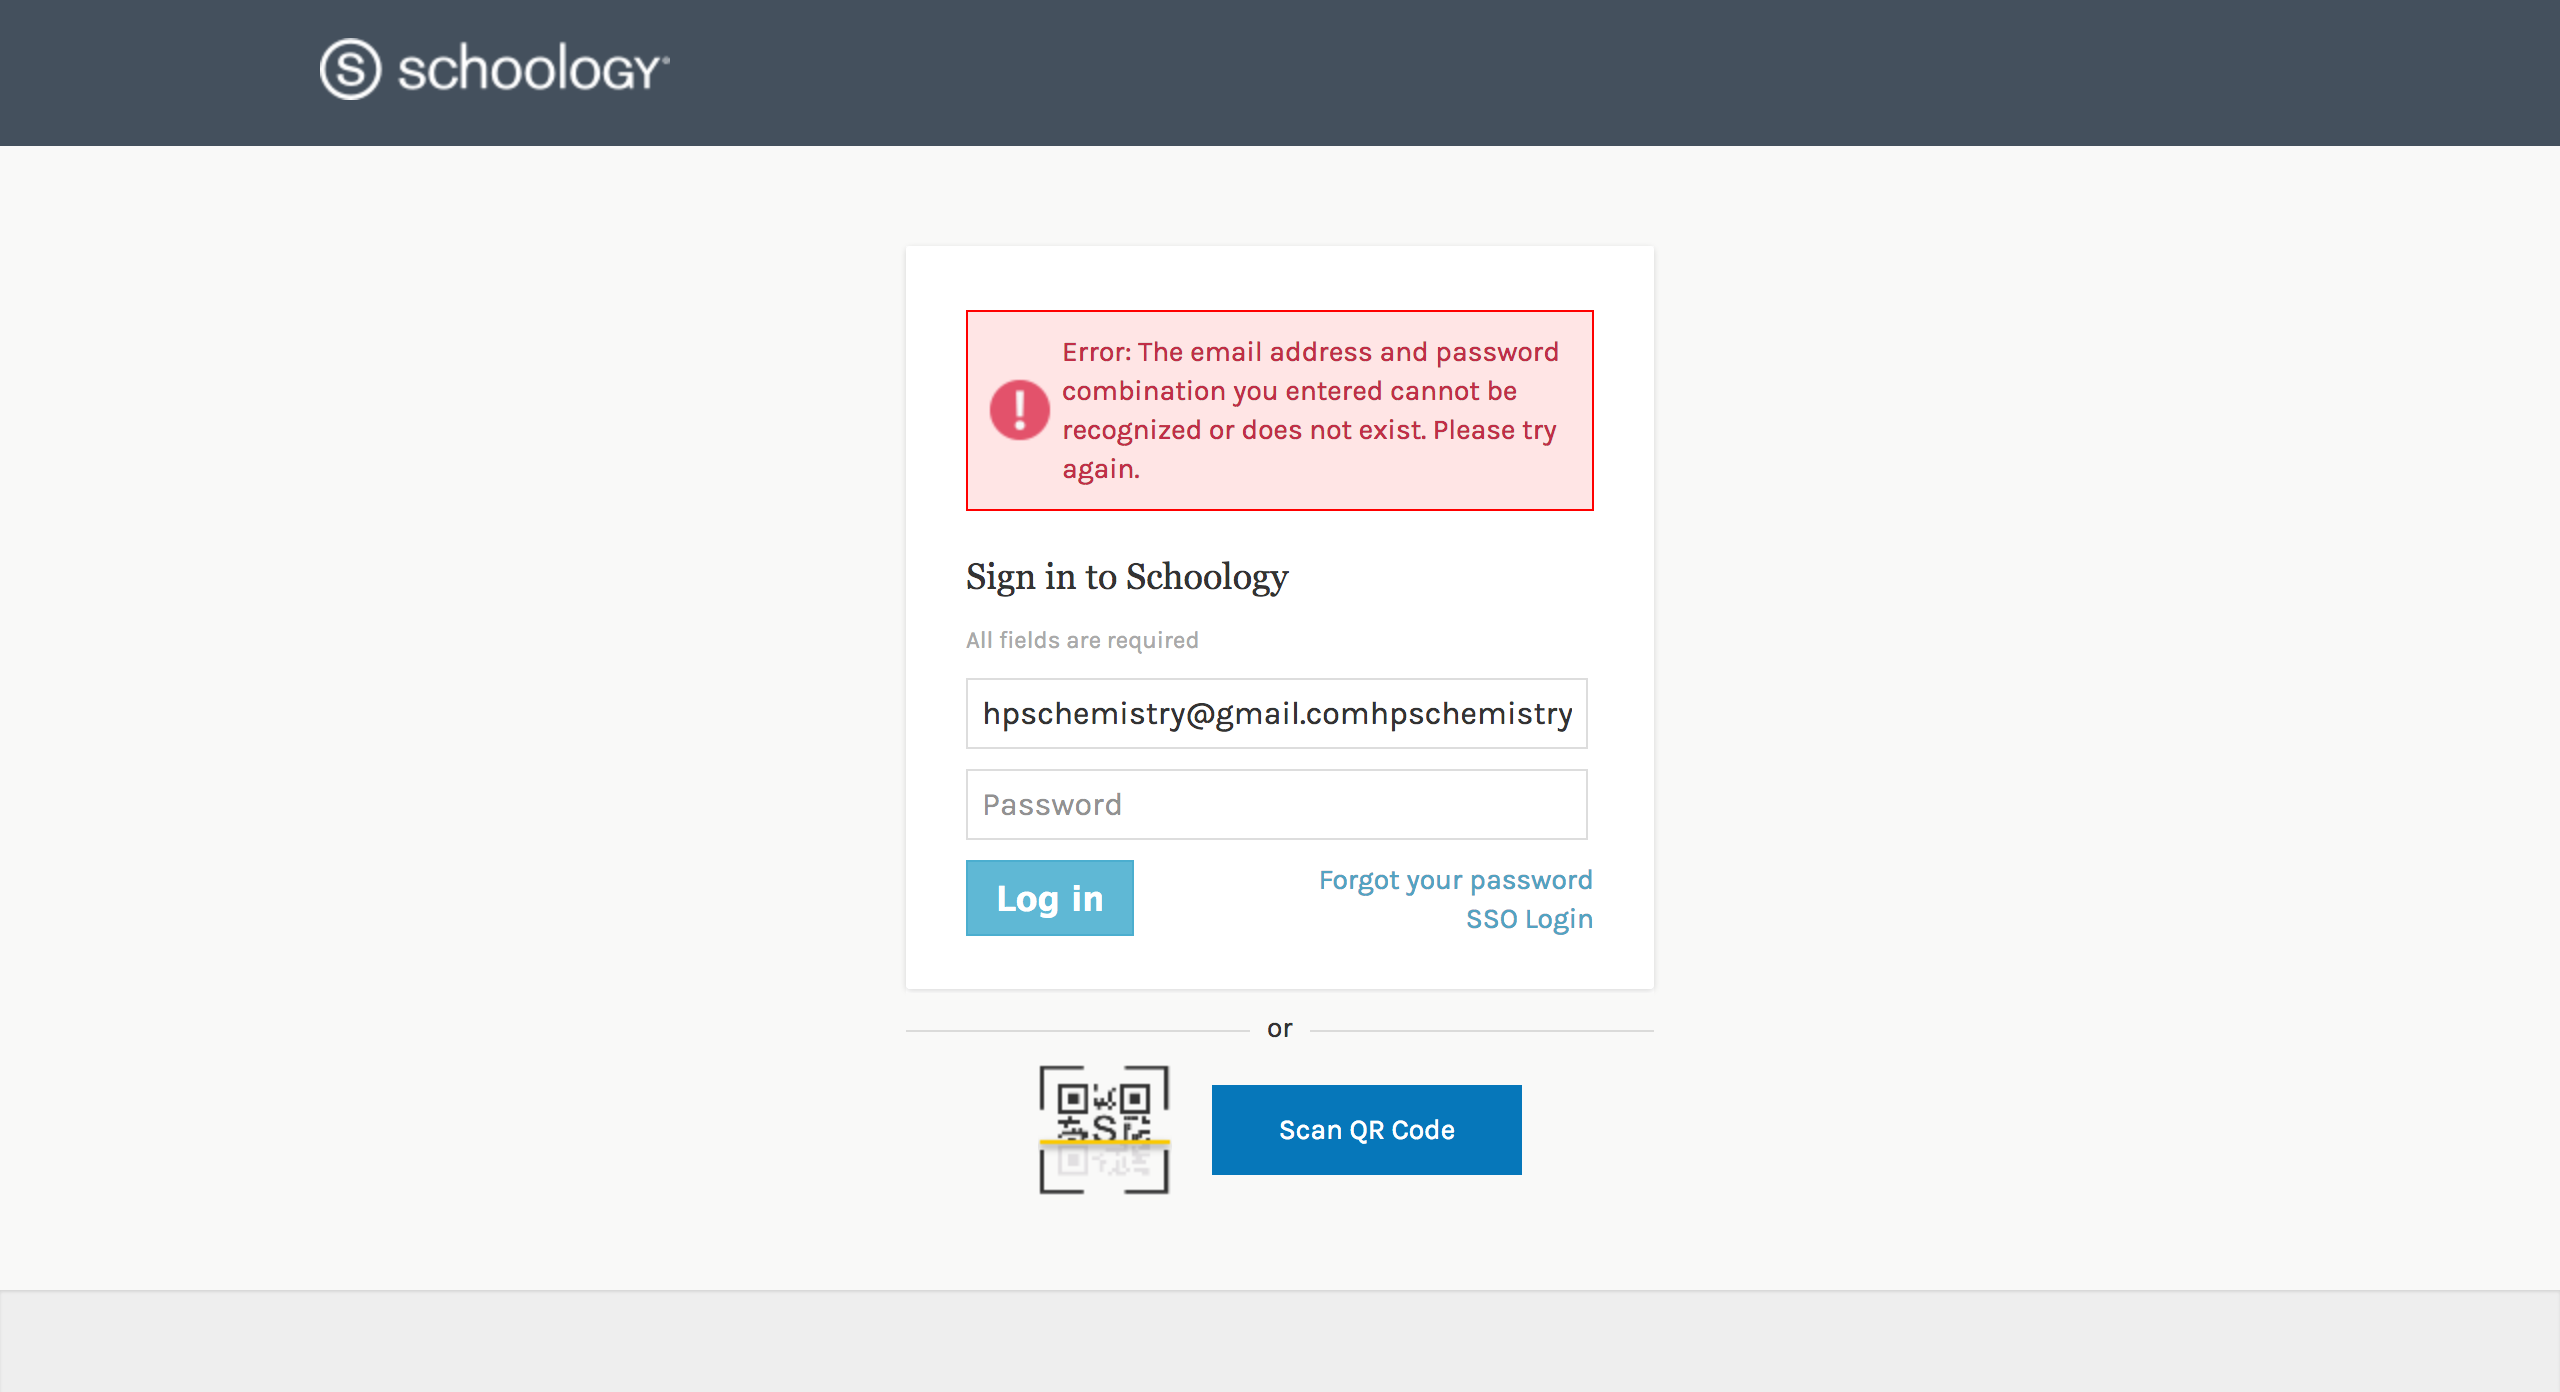 schoology
Error: The email address and password
combination you entered cannot be
recognized or does not exist. Please try
again.
Sign in to Schoology
All fields are required
hpschemistry@gmail.comhpschemistry
Password
Log in
Forgot your password
SSO Login
or
Scan QR Code